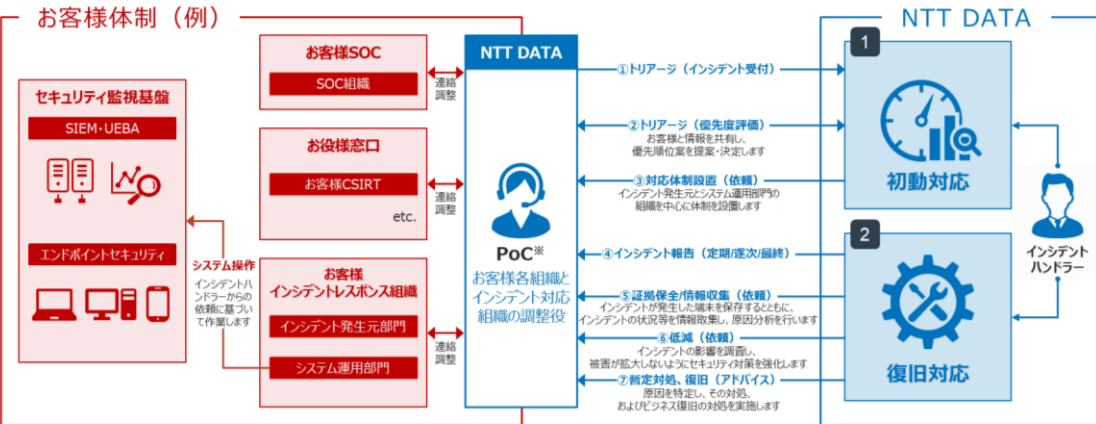 お客様体制（例）
NTT DATA
セキュリティ監視基盤
SIEM・UEBA
エンドポイントセキュリティ
システム操作
インシデントハ
ンドラーからの
依頼に基づい
て作業します
お客様SOC
SOC組織
お役様窓口
お客様CSIRT
etc.
お客様
インシデントレスポンス組織
インシデント発生元部門
システム運用部門
連絡
調整
連絡
調整
連絡
調整
NTT DATA
PoC※
お客様各組織と
インシデント対応
組織の調整役
①トリアージ（インシデント受付）
②トリアージ（優先度評価）
お客様と情報を共有し、
優先順位案を提案・決定します
③対応体制設置（依頼）
インシデント発生元とシステム運用部門の
組織を中心に体制を設置します
④インシデント報告（定期/逐次/最終）
⑤証拠保全/情報収集（依頼）
インシデントが発生した端末を保存するとともに、
インシデントの状況等を情報取集し、原因分析を行います
⑥低減（依頼）
インシデントの影響を調査し、
被害が拡大しないようにセキュリティ対策を強化します
⑦暫定対処、復旧（アドバイス）
原因を特定し、その対処、
およびビジネス復旧の対処を実施します
1
初動対応
2
復旧対応
インシデント
ハンドラー